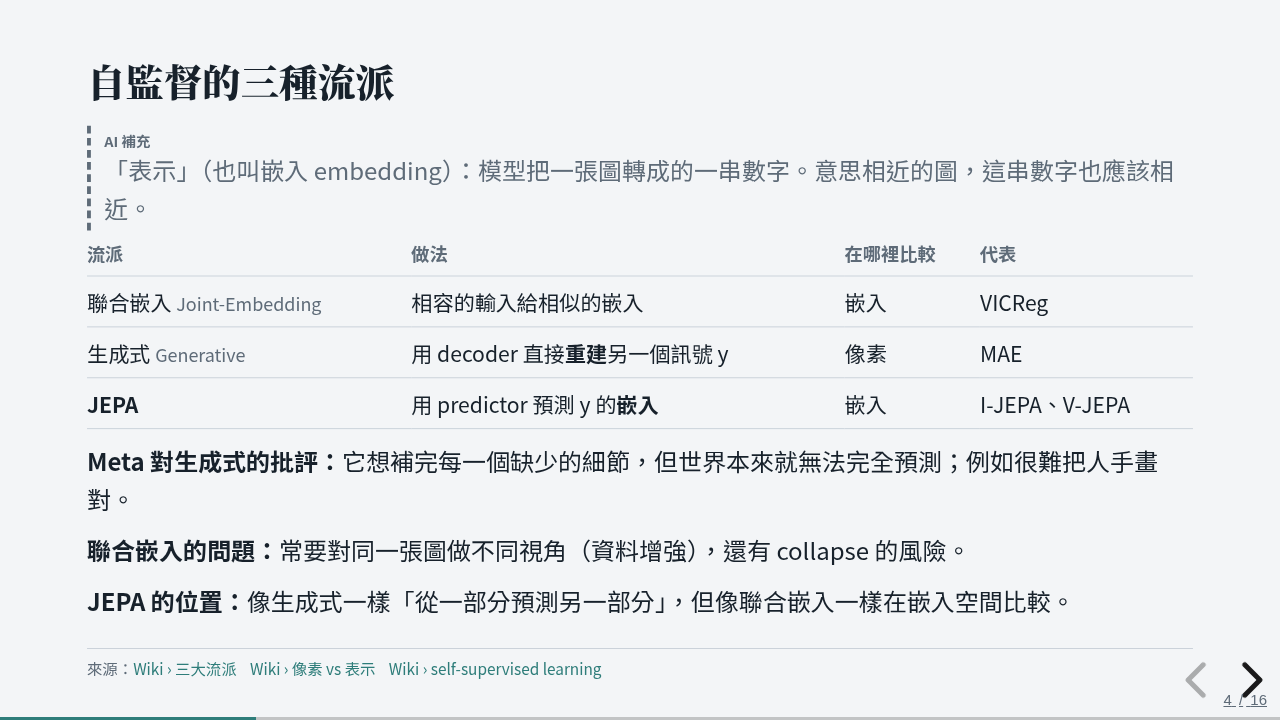 自監督的三種流派
AI 補充
「表示」（也叫嵌入 embedding）：模型把一張圖轉成的一串數字。意思相近的圖，這串數字也應該相
近。
流派 做法 在哪裡比較 代表
聯合嵌入 Joint-Embedding 相容的輸入給相似的嵌入 嵌入 VICReg
生成式 Generative 用 decoder 直接重建另一個訊號 y 像素 MAE
JEPA 用 predictor 預測 y 的嵌入 嵌入 I-JEPA、V-JEPA
Meta 對生成式的批評：它想補完每一個缺少的細節，但世界本來就無法完全預測；例如很難把人手畫
對。
聯合嵌入的問題：常要對同一張圖做不同視角（資料增強），還有 collapse 的風險。
JEPA 的位置：像生成式一樣「從一部分預測另一部分」，但像聯合嵌入一樣在嵌入空間比較。
來源：Wiki › 三大流派 Wiki › 像素 vs 表示 Wiki › self-supervised learning
4 / 16